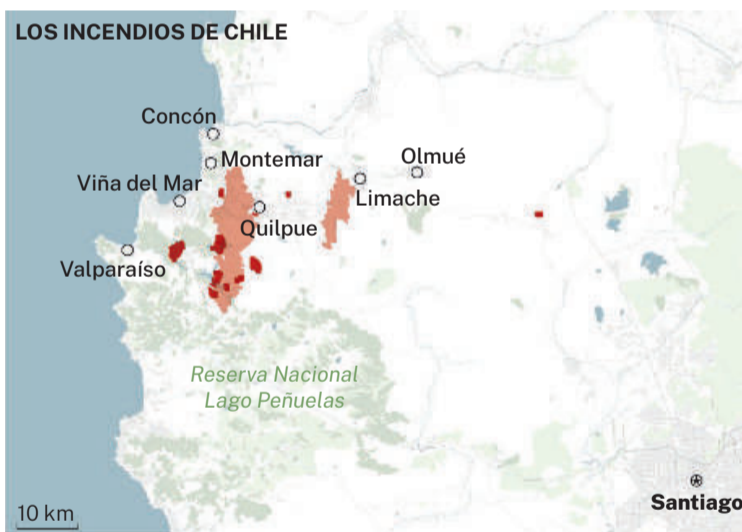 LOS INCENDIOS DE CHILE
Concón
Montemar
Olmué
Viña del Mar
Limache
Quilpue
Valparaíso
Reserva Nacional
Lago Peñuelas
10 km
Santiago